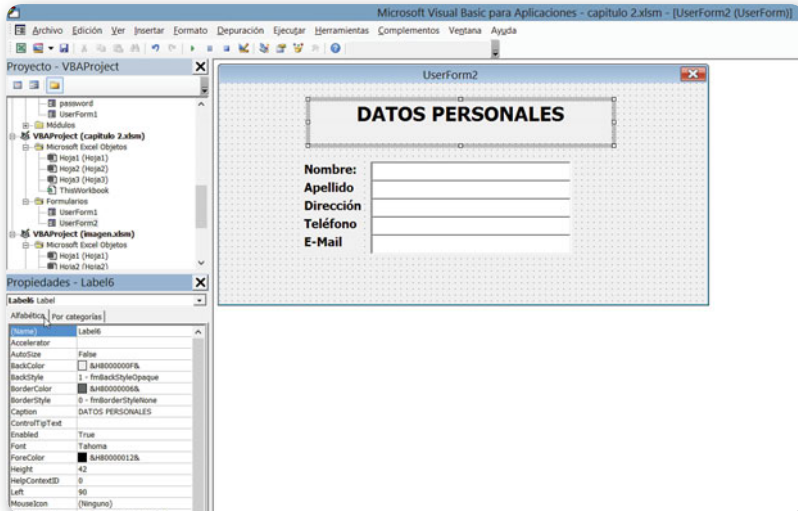 Microsoft Visual Basic para Aplicaciones - capitulo 2.xlsm - [UserForm2 (UserForm)]
Archivo Edición Ver Insertar Formato Depuración Ejecutar Herramientas Complementos Ventana Ayuda
Proyecto - VBAProject X
password
UserForm1
Módulos
VBAProject (capitulo 2.xlsm)
Microsoft Excel Objetos
Hoja1 (Hoja1)
Hoja2 (Hoja2)
Hoja3 (Hoja3)
ThisWorkbook
Formularios
UserForm1
UserForm2
VBAProject (imagen.xlsm)
Microsoft Excel Objetos
Hoja1 (Hoja1)
Hoja2 (Hoja2)
Propiedades - Label6 X
Label6 Label
Alfabética Por categorías
(Name) Label6
Accelerator
AutoSize False
BackColor &H8000000F&
BackStyle 1 - fmBackStyleOpaque
BorderColor &H80000006&
BorderStyle 0 - fmBorderStyleNone
Caption DATOS PERSONALES
ControlTipText
Enabled True
Font Tahoma
ForeColor &H80000012&
Height 42
HelpContextID 0
Left 90
MouseIcon (Ninguno)
UserForm2
DATOS PERSONALES
Nombre:
Apellido
Dirección
Teléfono
E-Mail